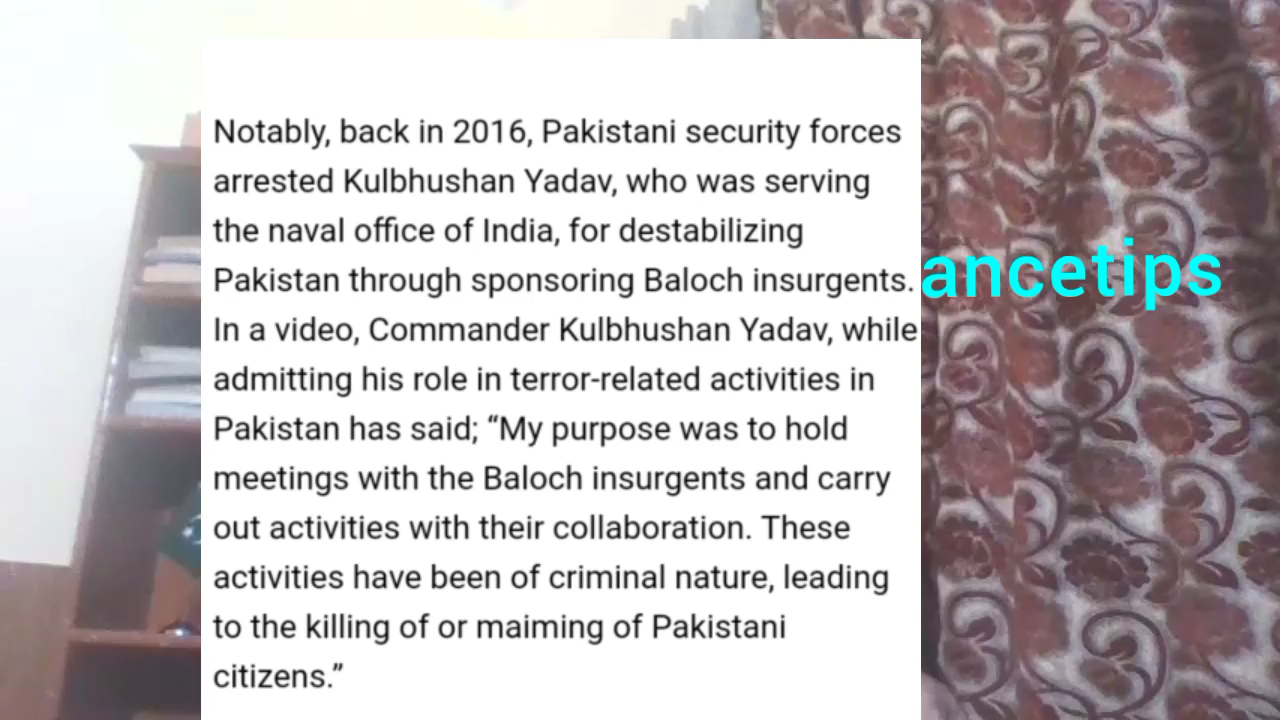 Notably, back in 2016, Pakistani security forces
arrested Kulbhushan Yadav, who was serving
the naval office of India, for destabilizing
Pakistan through sponsoring Baloch insurgents.
ancetips
In a video, Commander Kulbhushan Yadav, while
admitting his role in terror-related activities in
Pakistan has said; “My purpose was to hold
meetings with the Baloch insurgents and carry
out activities with their collaboration. These
activities have been of criminal nature, leading
to the killing of or maiming of Pakistani
citizens.”